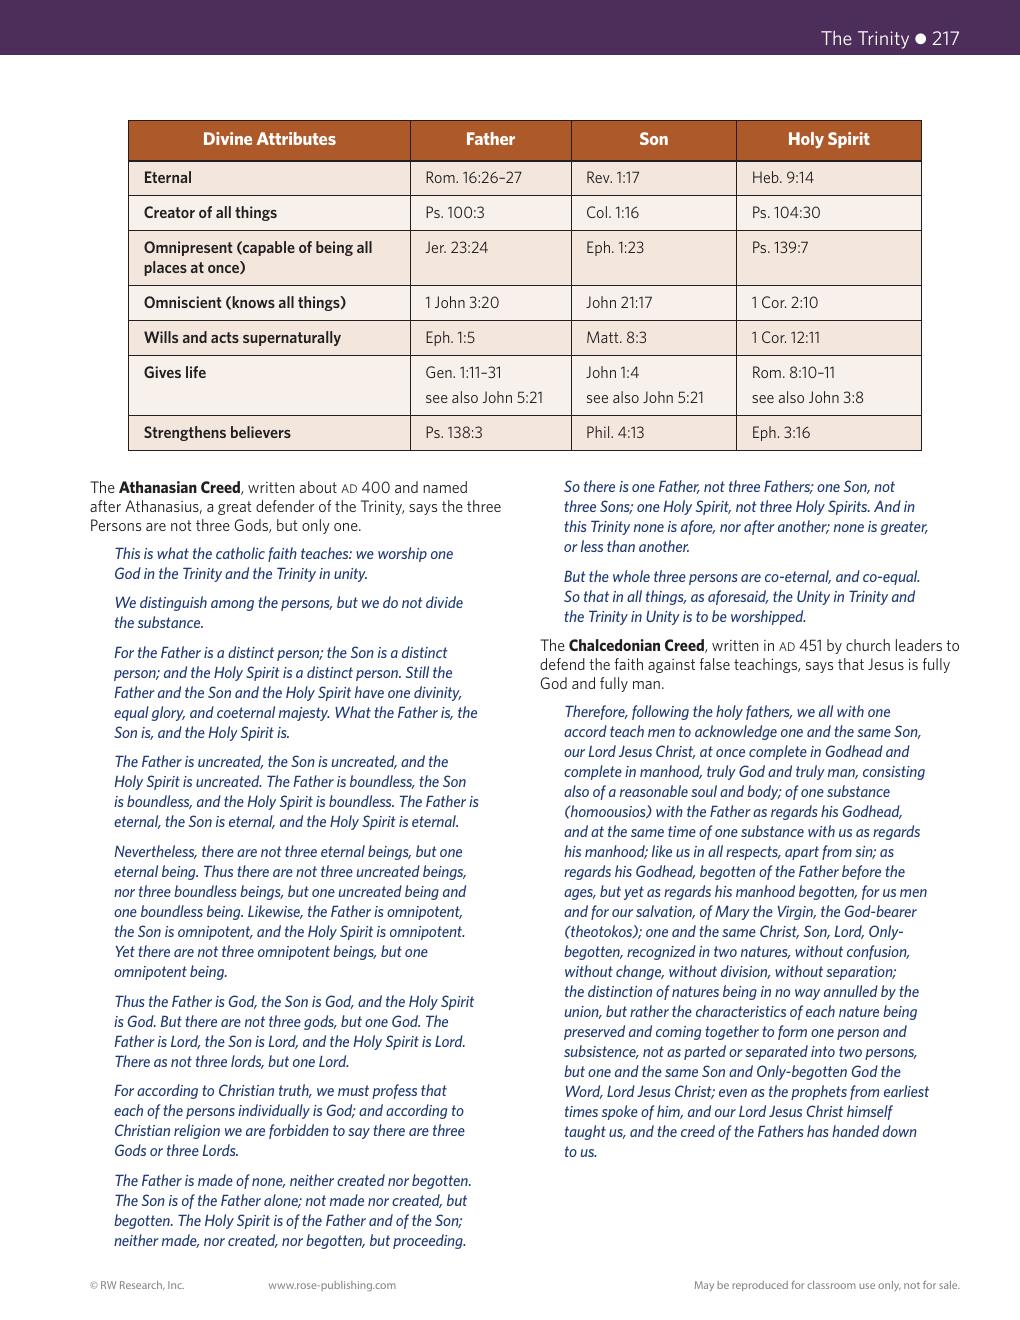 The Trinity ● 217
Divine Attributes Father Son Holy Spirit
Eternal Rom. 16:26–27 Rev. 1:17 Heb. 9:14
Creator of all things Ps. 100:3 Col. 1:16 Ps. 104:30
Omnipresent (capable of being all Jer. 23:24 Eph. 1:23 Ps. 139:7
places at once)
Omniscient (knows all things) 1 John 3:20 John 21:17 1 Cor. 2:10
Wills and acts supernaturally Eph. 1:5 Matt. 8:3 1 Cor. 12:11
Gives life Gen. 1:11–31 John 1:4 Rom. 8:10–11
see also John 5:21 see also John 5:21 see also John 3:8
Strengthens believers Ps. 138:3 Phil. 4:13 Eph. 3:16
The Athanasian Creed, written about AD 400 and named
after Athanasius, a great defender of the Trinity, says the three
Persons are not three Gods, but only one.
This is what the catholic faith teaches: we worship one
God in the Trinity and the Trinity in unity.
We distinguish among the persons, but we do not divide
the substance.
For the Father is a distinct person; the Son is a distinct
person; and the Holy Spirit is a distinct person. Still the
Father and the Son and the Holy Spirit have one divinity,
equal glory, and coeternal majesty. What the Father is, the
Son is, and the Holy Spirit is.
The Father is uncreated, the Son is uncreated, and the
Holy Spirit is uncreated. The Father is boundless, the Son
is boundless, and the Holy Spirit is boundless. The Father is
eternal, the Son is eternal, and the Holy Spirit is eternal.
Nevertheless, there are not three eternal beings, but one
eternal being. Thus there are not three uncreated beings,
nor three boundless beings, but one uncreated being and
one boundless being. Likewise, the Father is omnipotent,
the Son is omnipotent, and the Holy Spirit is omnipotent.
Yet there are not three omnipotent beings, but one
omnipotent being.
Thus the Father is God, the Son is God, and the Holy Spirit
is God. But there are not three gods, but one God. The
Father is Lord, the Son is Lord, and the Holy Spirit is Lord.
There as not three lords, but one Lord.
For according to Christian truth, we must profess that
each of the persons individually is God; and according to
Christian religion we are forbidden to say there are three
Gods or three Lords.
The Father is made of none, neither created nor begotten.
The Son is of the Father alone; not made nor created, but
begotten. The Holy Spirit is of the Father and of the Son;
neither made, nor created, nor begotten, but proceeding.
So there is one Father, not three Fathers; one Son, not
three Sons; one Holy Spirit, not three Holy Spirits. And in
this Trinity none is afore, nor after another; none is greater,
or less than another.
But the whole three persons are co-eternal, and co-equal.
So that in all things, as aforesaid, the Unity in Trinity and
the Trinity in Unity is to be worshipped.
The Chalcedonian Creed, written in AD 451 by church leaders to
defend the faith against false teachings, says that Jesus is fully
God and fully man.
Therefore, following the holy fathers, we all with one
accord teach men to acknowledge one and the same Son,
our Lord Jesus Christ, at once complete in Godhead and
complete in manhood, truly God and truly man, consisting
also of a reasonable soul and body; of one substance
(homoousios) with the Father as regards his Godhead,
and at the same time of one substance with us as regards
his manhood; like us in all respects, apart from sin; as
regards his Godhead, begotten of the Father before the
ages, but yet as regards his manhood begotten, for us men
and for our salvation, of Mary the Virgin, the God-bearer
(theotokos); one and the same Christ, Son, Lord, Only-
begotten, recognized in two natures, without confusion,
without change, without division, without separation;
the distinction of natures being in no way annulled by the
union, but rather the characteristics of each nature being
preserved and coming together to form one person and
subsistence, not as parted or separated into two persons,
but one and the same Son and Only-begotten God the
Word, Lord Jesus Christ; even as the prophets from earliest
times spoke of him, and our Lord Jesus Christ himself
taught us, and the creed of the Fathers has handed down
to us.
© RW Research, Inc. www.rose-publishing.com May be reproduced for classroom use only, not for sale.